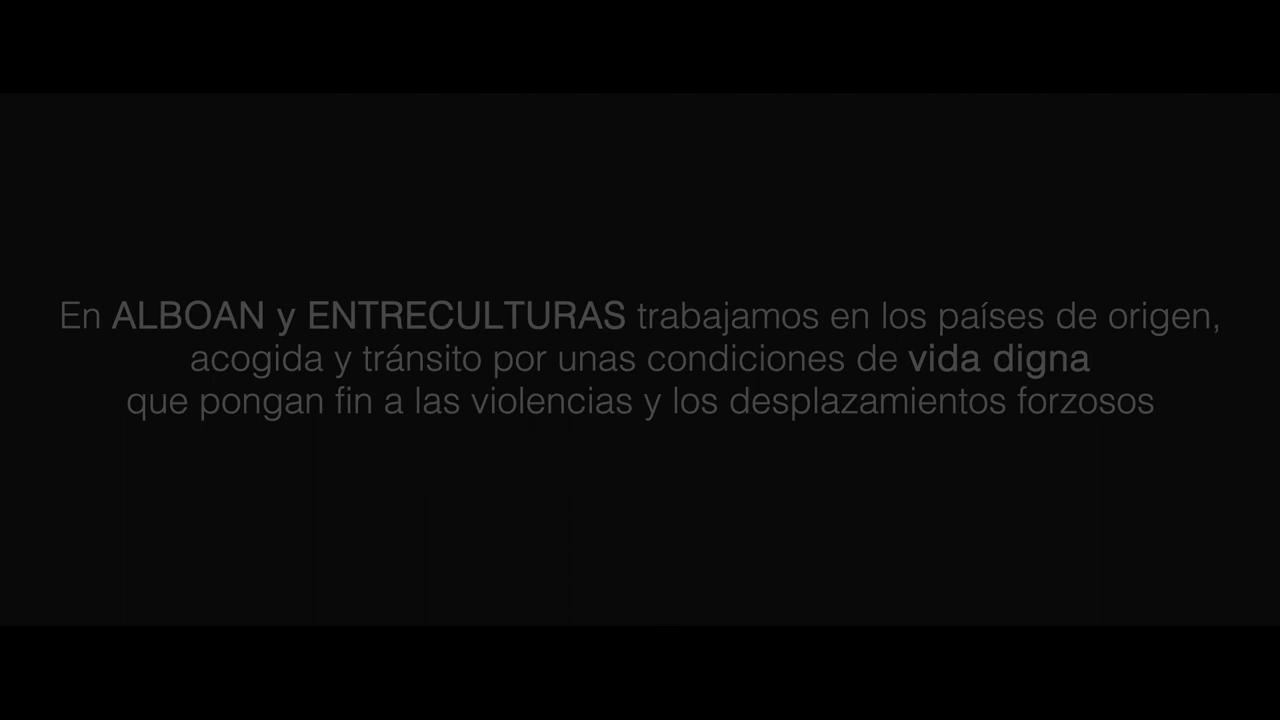 En ALBOAN y ENTRECULTURAS trabajamos en los países de origen,
acogida y tránsito por unas condiciones de vida digna
que pongan fin a las violencias y los desplazamientos forzosos